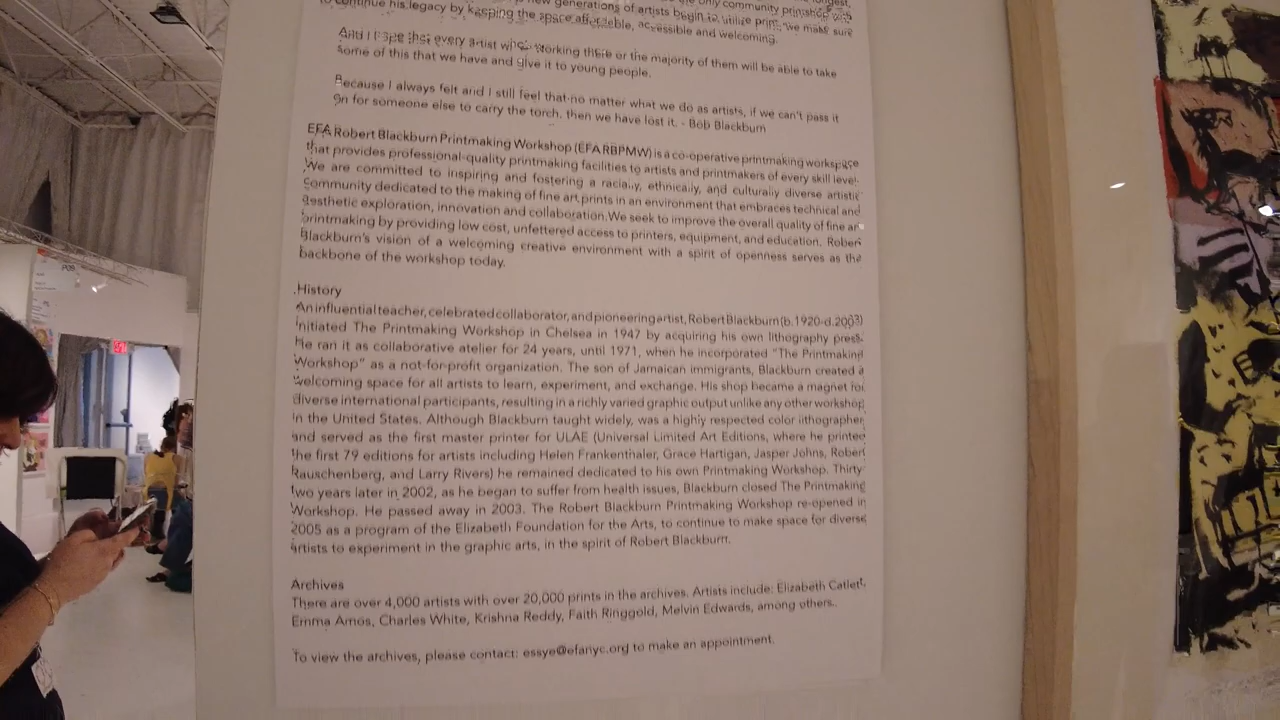 the only community printshop with
new generations of artists begin to utilize print, we make sure
to continue his legacy by keeping the space affordable, accessible and welcoming.
And I hope that every artist working there or the majority of them will be able to take
some of this that we have and give it to young people.
Because I always felt and I still feel that no matter what we do as artists, if we can't pass it
on for someone else to carry the torch, then we have lost it. - Bob Blackburn
EFA Robert Blackburn Printmaking Workshop (EFA RBPMW) is a co-operative printmaking workspace
that provides professional-quality printmaking facilities to artists and printmakers of every skill level.
We are committed to inspiring and fostering a racially, ethnically, and culturally diverse artistic
Community dedicated to the making of fine art prints in an environment that embraces technical and
aesthetic exploration, innovation and collaboration. We seek to improve the overall quality of fine art
printmaking by providing low cost, unfettered access to printers, equipment, and education. Robert
Blackburn's vision of a welcoming creative environment with a spirit of openness serves as the
backbone of the workshop today.
History
An influential teacher, celebrated collaborator, and pioneering artist, Robert Blackburn (b. 1920-d.2003)
initiated The Printmaking Workshop in Chelsea in 1947 by acquiring his own lithography press.
He ran it as collaborative atelier for 24 years, until 1971, when he incorporated "The Printmaking
Workshop" as a not-for-profit organization. The son of Jamaican immigrants, Blackburn created a
welcoming space for all artists to learn, experiment, and exchange. His shop became a magnet for
diverse international participants, resulting in a richly varied graphic output unlike any other workshop
in the United States. Although Blackburn taught widely, was a highly respected color lithographer
and served as the first master printer for ULAE (Universal Limited Art Editions, where he printed
the first 79 editions for artists including Helen Frankenthaler, Grace Hartigan, Jasper Johns, Robert
Rauschenberg, and Larry Rivers) he remained dedicated to his own Printmaking Workshop. Thirty-
two years later in 2002, as he began to suffer from health issues, Blackburn closed The Printmaking
Workshop. He passed away in 2003. The Robert Blackburn Printmaking Workshop re-opened in
2005 as a program of the Elizabeth Foundation for the Arts, to continue to make space for diverse
artists to experiment in the graphic arts, in the spirit of Robert Blackburn.
Archives
There are over 4,000 artists with over 20,000 prints in the archives. Artists include: Elizabeth Catlett,
Emma Amos, Charles White, Krishna Reddy, Faith Ringgold, Melvin Edwards, among others.
To view the archives, please contact: essye@efanyc.org to make an appointment.